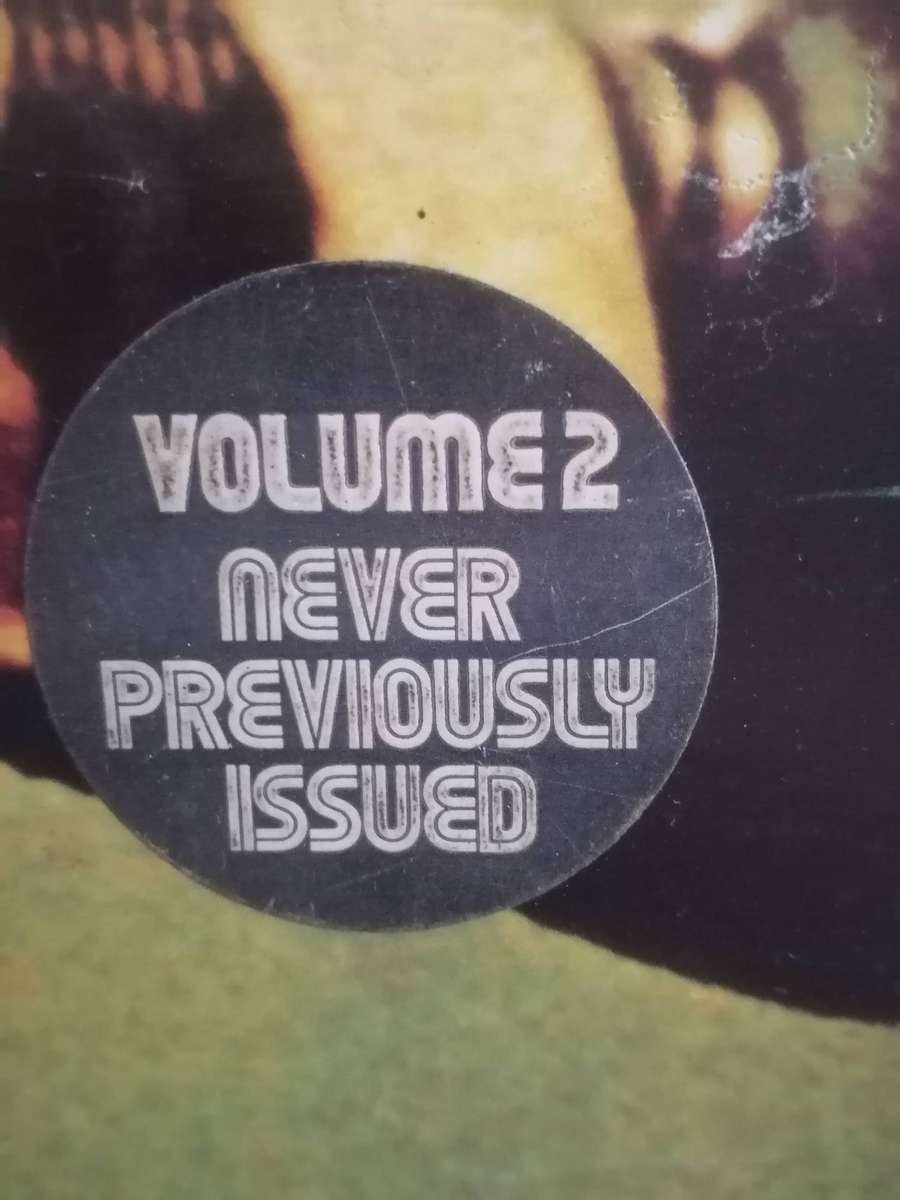 VOLUME 2
NEVER
PREVIOUSLY
ISSUED